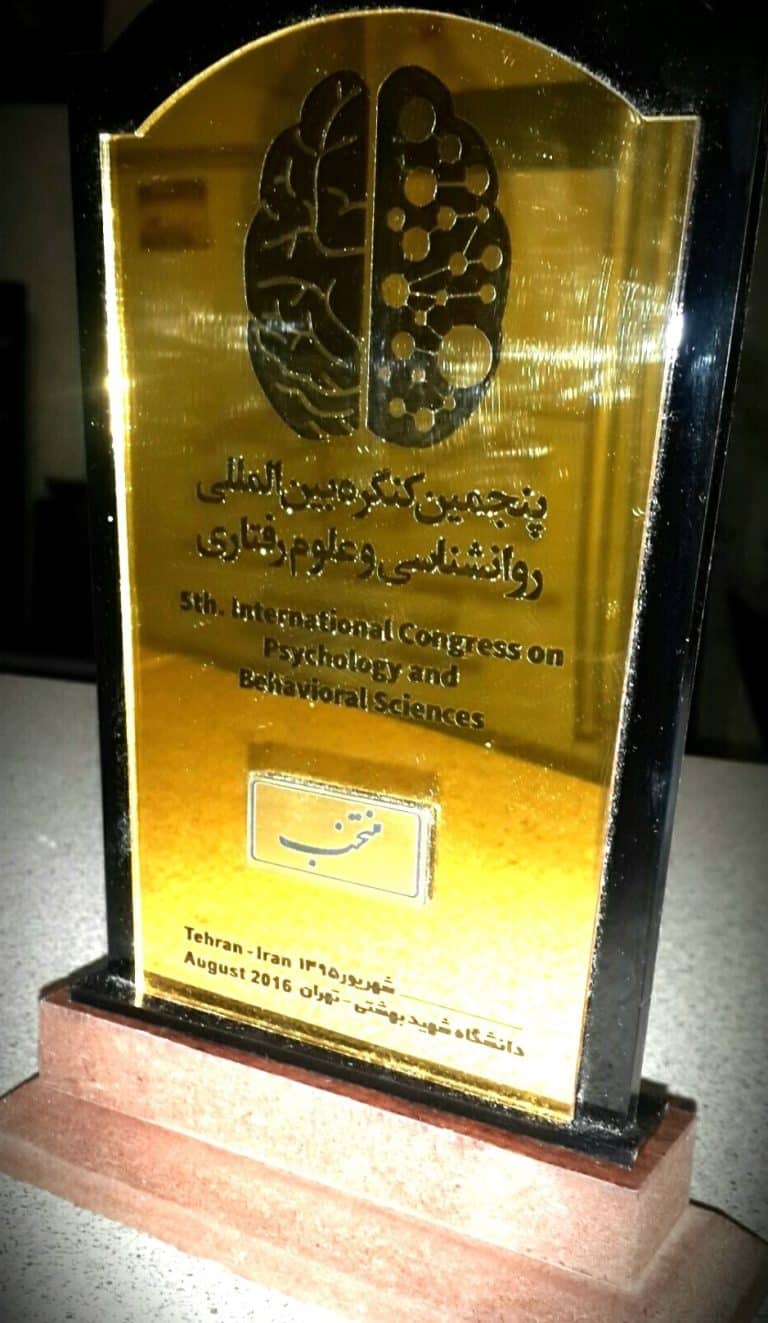 پنجمین کنگره بین المللی
روانشناسی و علوم رفتاری
5th. International Congress on
Psychology and
Behavioral Sciences
منتخب
Tehran - Iran شهریور ۱۳۹۵
August 2016 دانشگاه شهید بهشتی - تهران